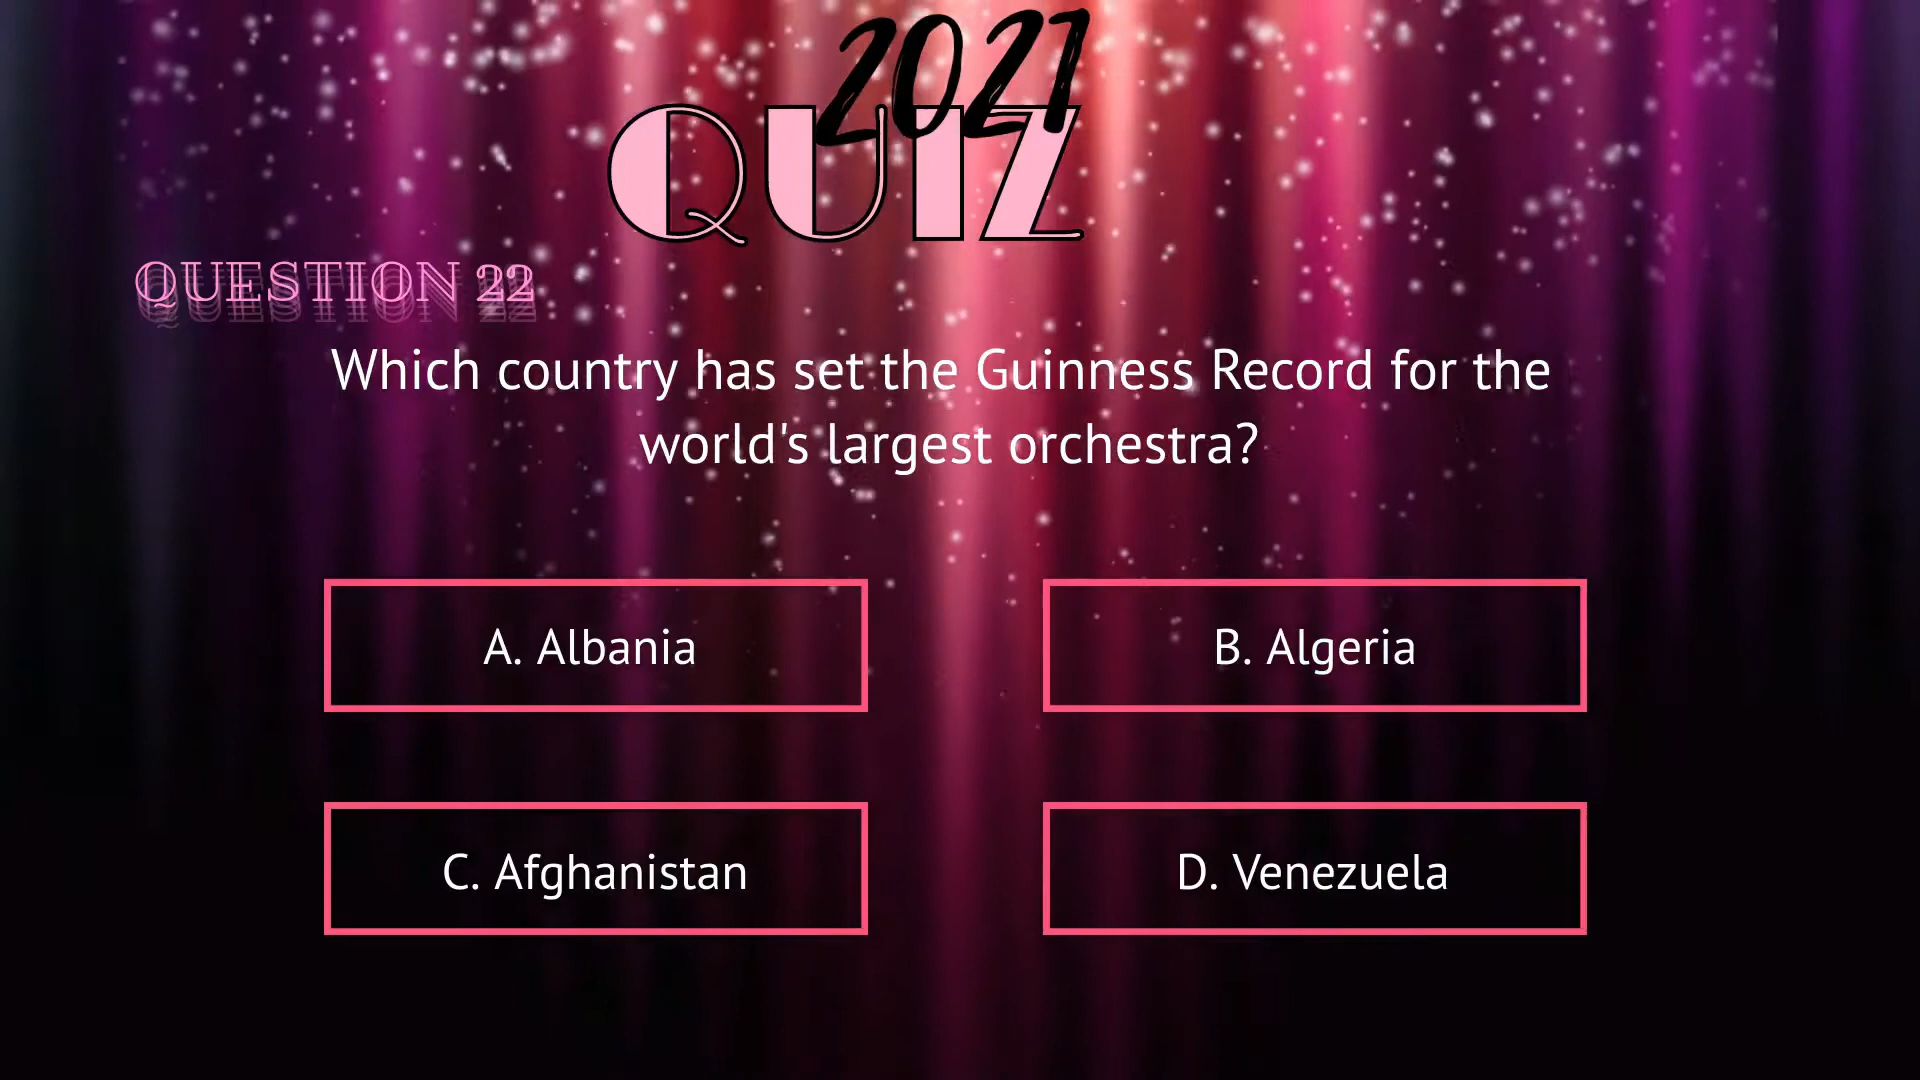 2021
QUIZ
QUESTION 22
Which country has set the Guinness Record for the
world's largest orchestra?
A. Albania
B. Algeria
C. Afghanistan
D. Venezuela